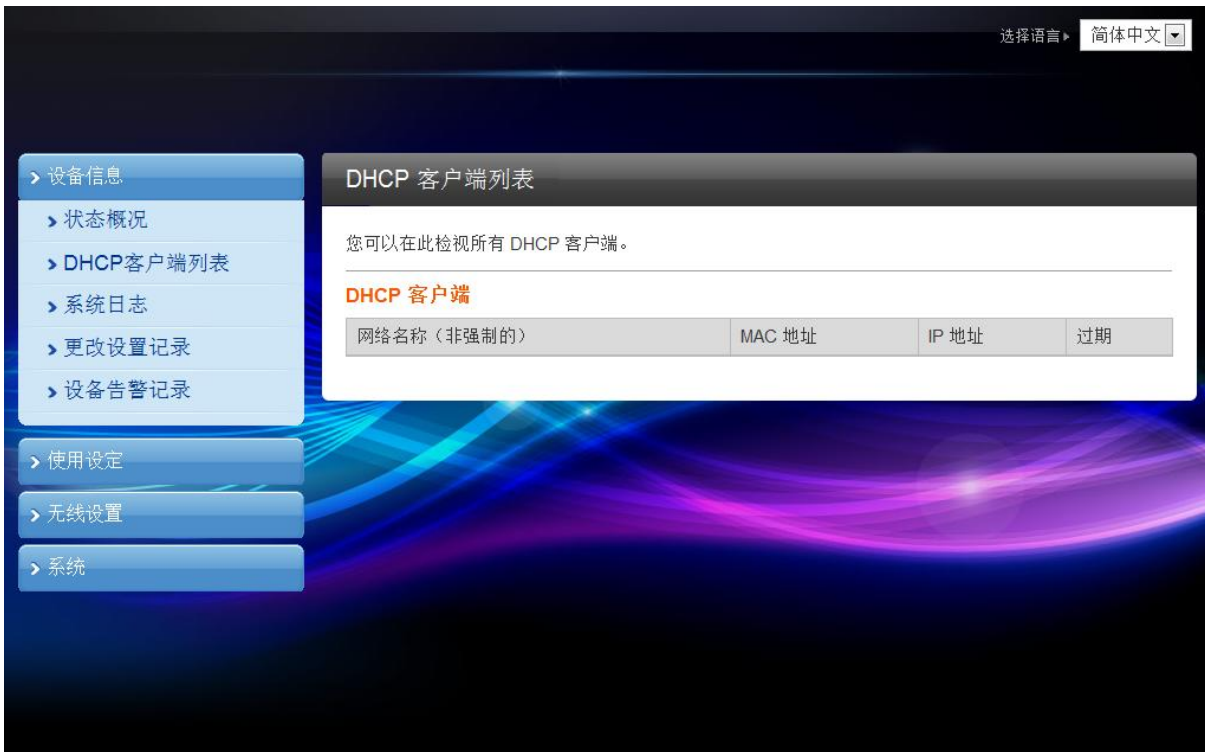 选择语言 简体中文
设备信息
状态概况
DHCP客户端列表
系统日志
更改设置记录
设备告警记录
使用设定
无线设置
系统
DHCP 客户端列表
您可以在此检视所有 DHCP 客户端。
DHCP 客户端
网络名称（非强制的） MAC 地址 IP 地址 过期